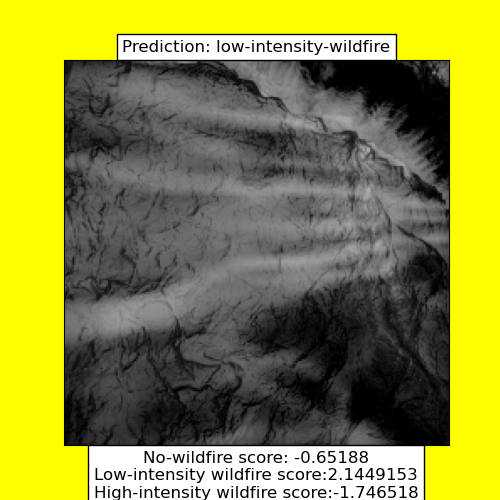 Prediction: low-intensity-wildfire
No-wildfire score: -0.65188
Low-intensity wildfire score:2.1449153
High-intensity wildfire score:-1.746518